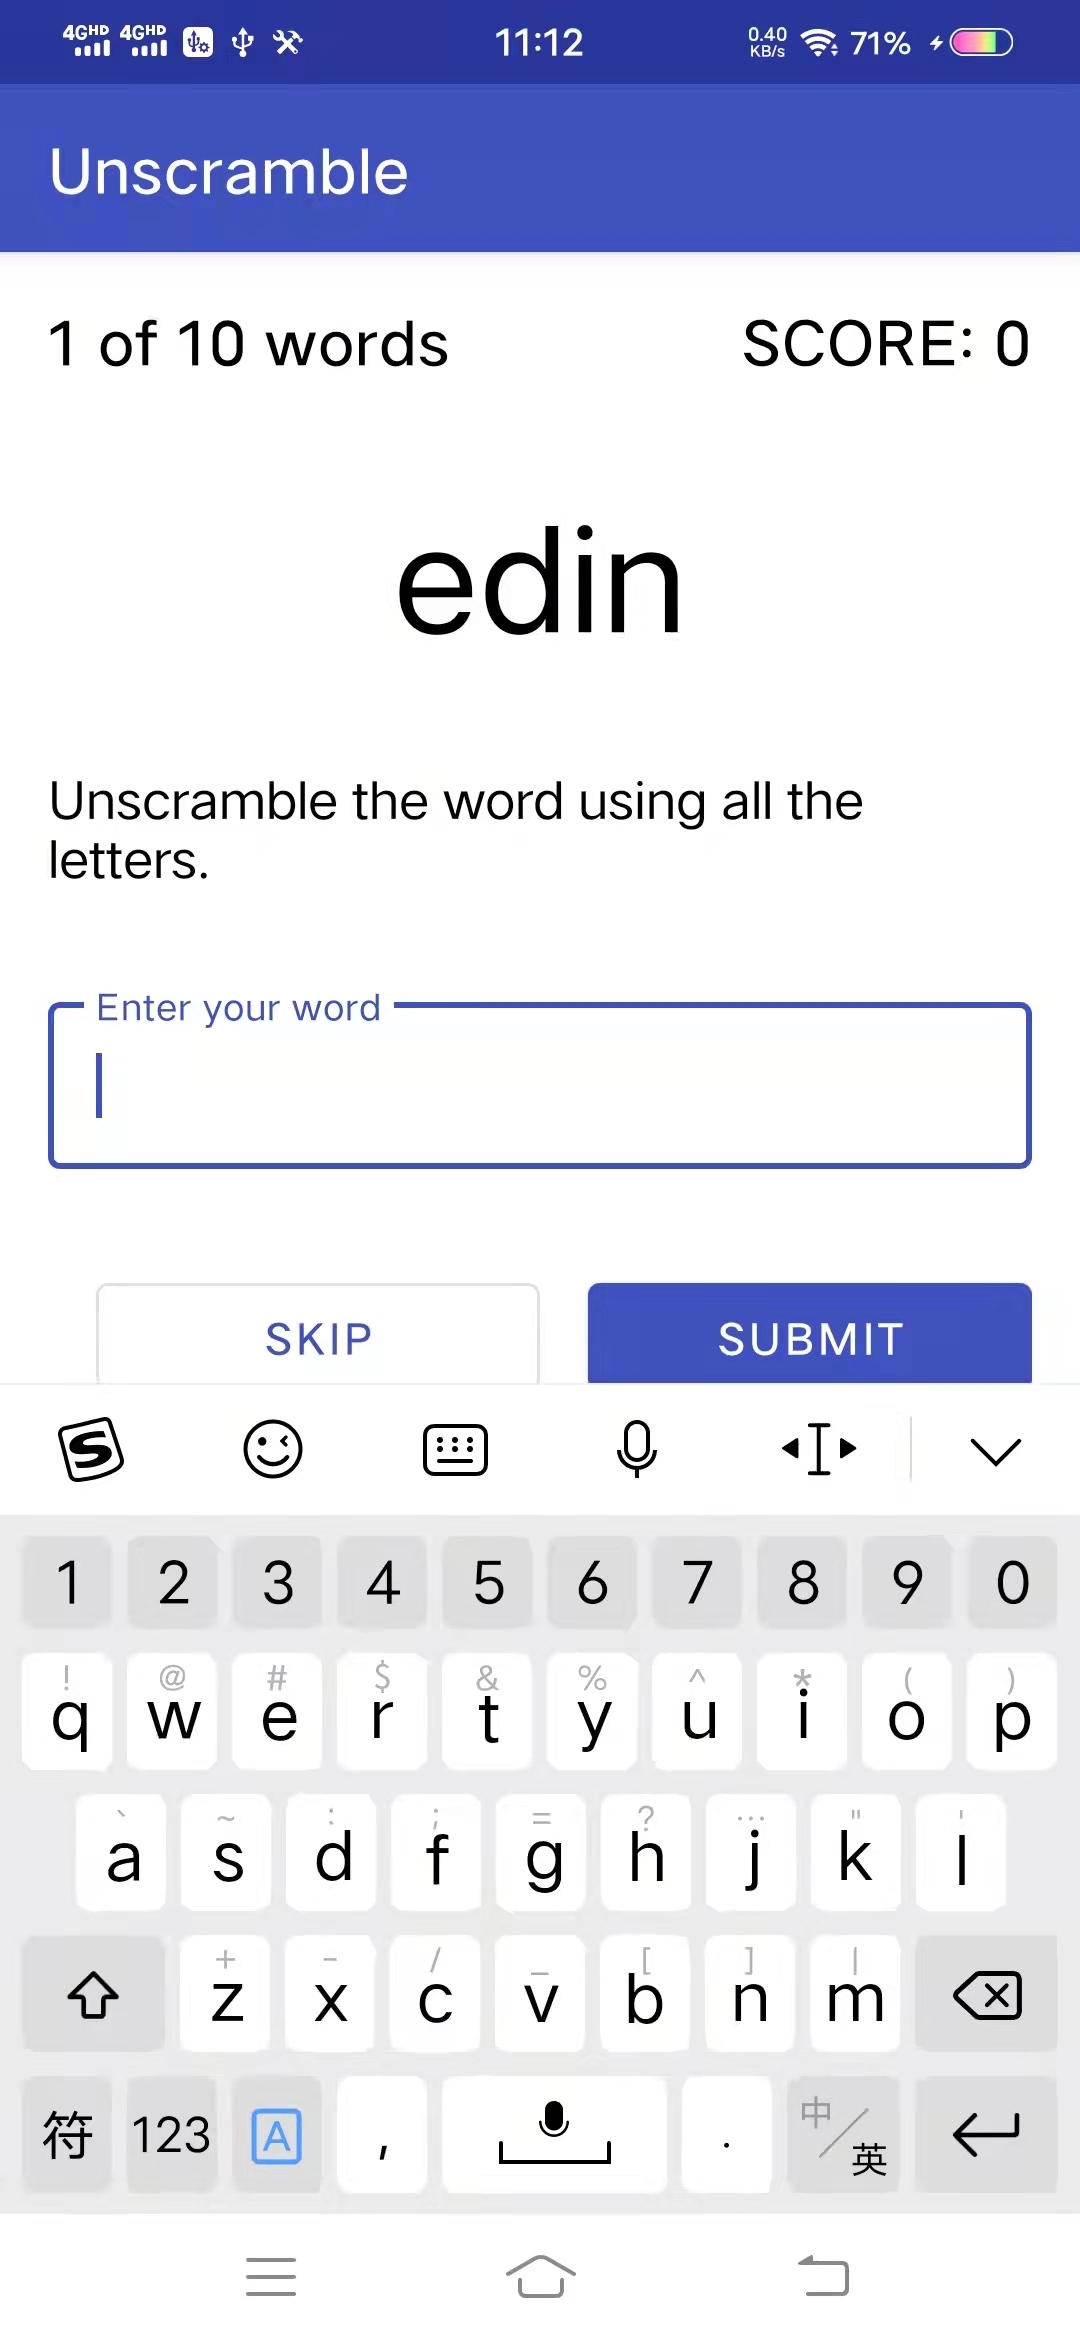 4GHD 4GHD 11:12 0.40 KB/s 71%
Unscramble
1 of 10 words SCORE: 0
edin
Unscramble the word using all the
letters.
Enter your word
SKIP SUBMIT
S
1 2 3 4 5 6 7 8 9 0
! @ # $ & % ^ * ( )
q w e r t y u i o p
` ~ : ; = ? … " '
a s d f g h j k l
+ - / _ [ ] |
z x c v b n m
符 123 A , . 中/英